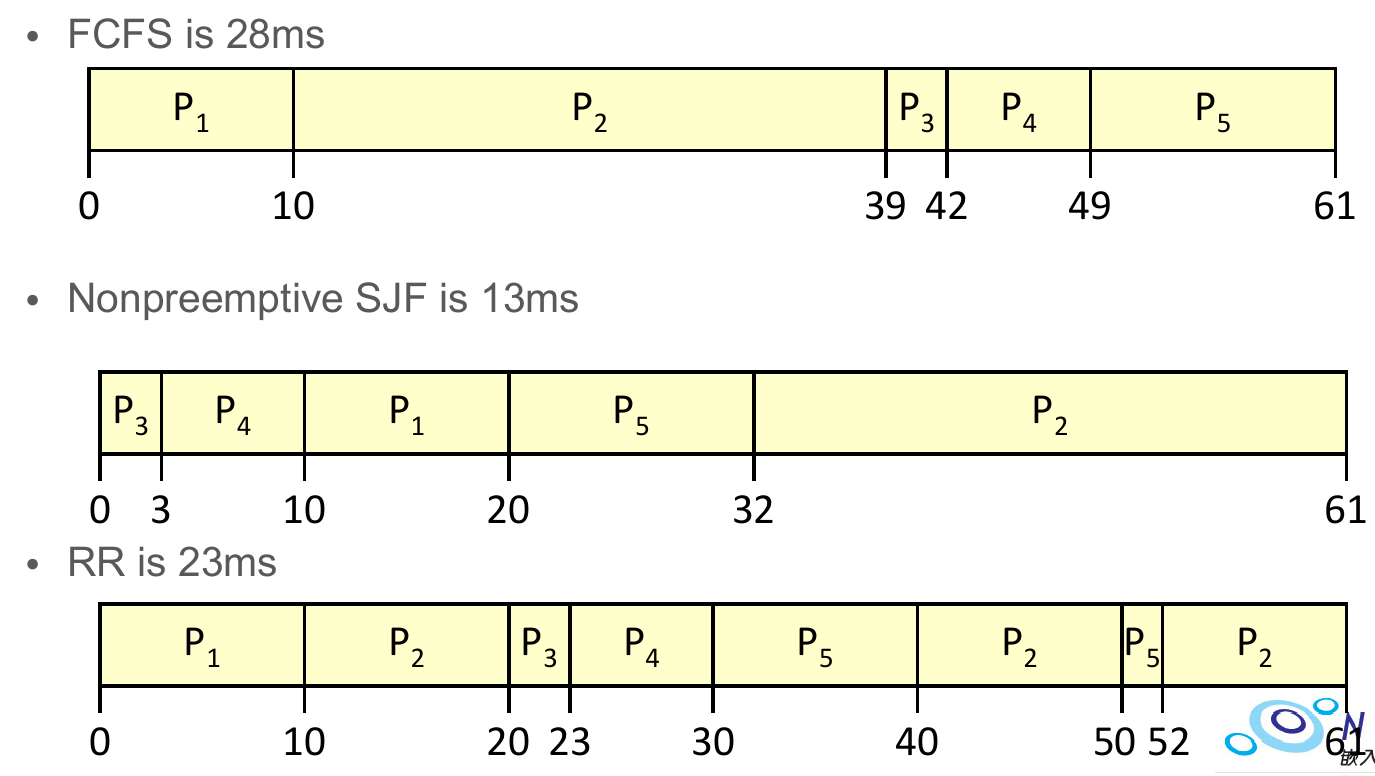 • FCFS is 28ms
P1 P2 P3 P4 P5
0 10 39 42 49 61
• Nonpreemptive SJF is 13ms
P3 P4 P1 P5 P2
0 3 10 20 32 61
• RR is 23ms
P1 P2 P3 P4 P5 P2 P5 P2
0 10 20 23 30 40 50 52 61
N
嵌入